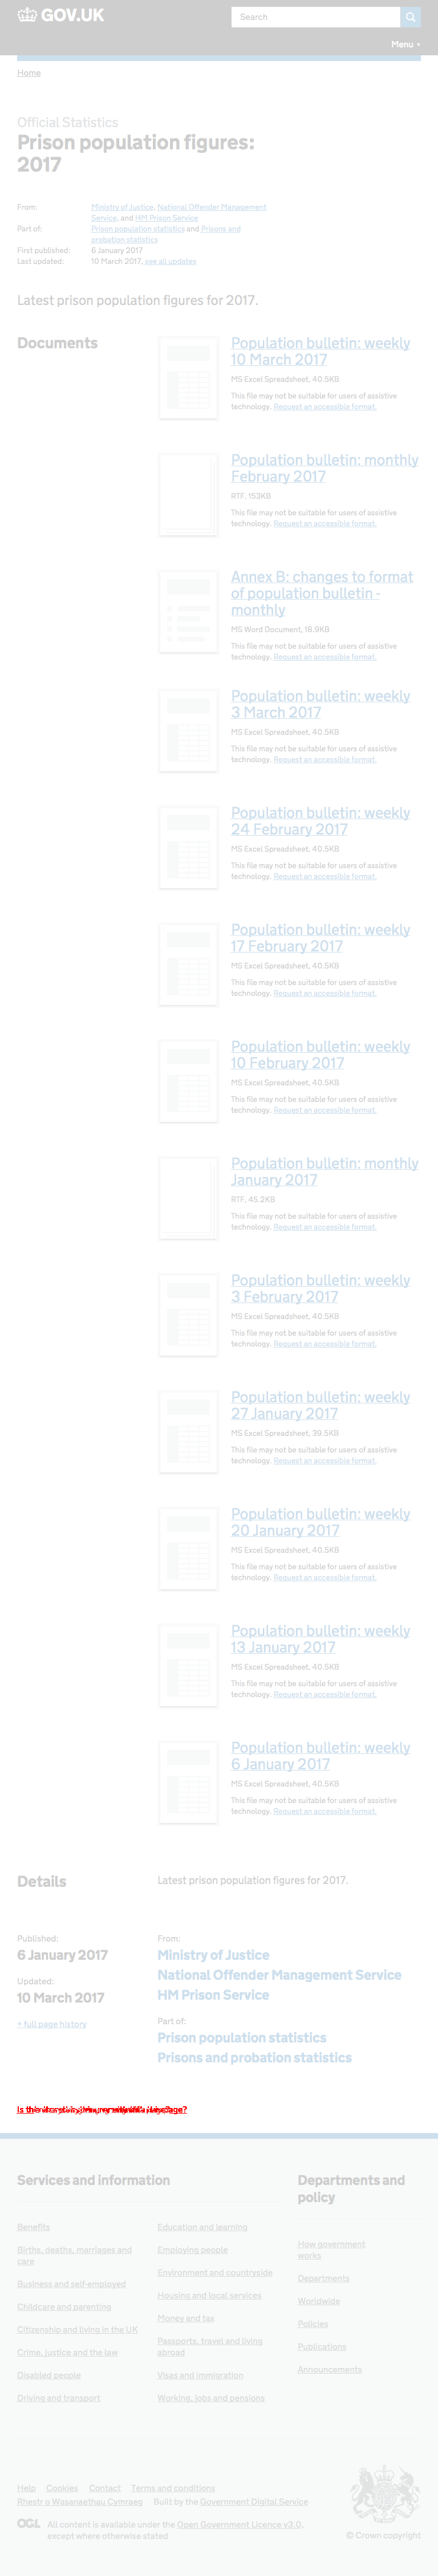 GOV.UK
Search
Menu
Home
Official Statistics
Prison population figures:
2017
From: Ministry of Justice, National Offender Management
Service, and HM Prison Service
Part of: Prison population statistics and Prisons and
probation statistics
First published: 6 January 2017
Last updated: 10 March 2017, see all updates
Latest prison population figures for 2017.
Documents
Population bulletin: weekly
10 March 2017
MS Excel Spreadsheet, 40.5KB
This file may not be suitable for users of assistive
technology. Request an accessible format.
Population bulletin: monthly
February 2017
RTF, 153KB
This file may not be suitable for users of assistive
technology. Request an accessible format.
Annex B: changes to format
of population bulletin -
monthly
MS Word Document, 18.9KB
This file may not be suitable for users of assistive
technology. Request an accessible format.
Population bulletin: weekly
3 March 2017
MS Excel Spreadsheet, 40.5KB
This file may not be suitable for users of assistive
technology. Request an accessible format.
Population bulletin: weekly
24 February 2017
MS Excel Spreadsheet, 40.5KB
This file may not be suitable for users of assistive
technology. Request an accessible format.
Population bulletin: weekly
17 February 2017
MS Excel Spreadsheet, 40.5KB
This file may not be suitable for users of assistive
technology. Request an accessible format.
Population bulletin: weekly
10 February 2017
MS Excel Spreadsheet, 40.5KB
This file may not be suitable for users of assistive
technology. Request an accessible format.
Population bulletin: monthly
January 2017
RTF, 45.2KB
This file may not be suitable for users of assistive
technology. Request an accessible format.
Population bulletin: weekly
3 February 2017
MS Excel Spreadsheet, 40.5KB
This file may not be suitable for users of assistive
technology. Request an accessible format.
Population bulletin: weekly
27 January 2017
MS Excel Spreadsheet, 39.5KB
This file may not be suitable for users of assistive
technology. Request an accessible format.
Population bulletin: weekly
20 January 2017
MS Excel Spreadsheet, 40.5KB
This file may not be suitable for users of assistive
technology. Request an accessible format.
Population bulletin: weekly
13 January 2017
MS Excel Spreadsheet, 40.5KB
This file may not be suitable for users of assistive
technology. Request an accessible format.
Population bulletin: weekly
6 January 2017
MS Excel Spreadsheet, 40.5KB
This file may not be suitable for users of assistive
technology. Request an accessible format.
Details
Latest prison population figures for 2017.
Published:
6 January 2017
Updated:
10 March 2017
+ full page history
From:
Ministry of Justice
National Offender Management Service
HM Prison Service
Part of:
Prison population statistics
Prisons and probation statistics
Services and information
Benefits
Births, deaths, marriages and
care
Business and self-employed
Childcare and parenting
Citizenship and living in the UK
Crime, justice and the law
Disabled people
Driving and transport
Education and learning
Employing people
Environment and countryside
Housing and local services
Money and tax
Passports, travel and living
abroad
Visas and immigration
Working, jobs and pensions
Departments and
policy
How government
works
Departments
Worldwide
Policies
Publications
Announcements
Help Cookies Contact Terms and conditions
Rhestr o Wasanaethau Cymraeg Built by the Government Digital Service
OGL All content is available under the Open Government Licence v3.0,
except where otherwise stated
© Crown copyright